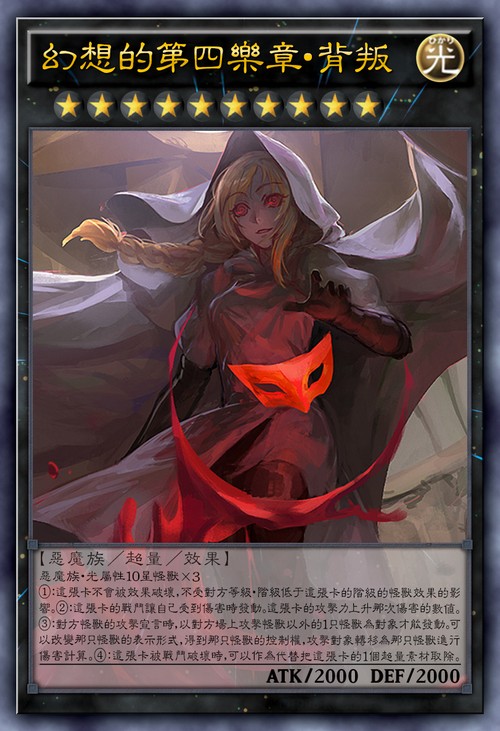 幻想的第四樂章•背叛
光
ひかり
【惡魔族／超量／效果】
惡魔族·光屬性10星怪獸×3
①:這張卡不會被效果破壞,不受對方等級·階級低于這張卡的階級的怪獸效果的影
響。②:這張卡的戰鬥讓自己受到傷害時發動。這張卡的攻擊力上升那次傷害的數值。
③:對方怪獸的攻擊宣言時,以對方場上攻擊怪獸以外的1只怪獸為對象才能發動。可
以改變那只怪獸的表示形式,得到那只怪獸的控制權,攻擊對象轉移為那只怪獸進行
傷害計算。④:這張卡被戰鬥破壞時,可以作為代替把這張卡的1個超量素材取除。
ATK/2000 DEF/2000